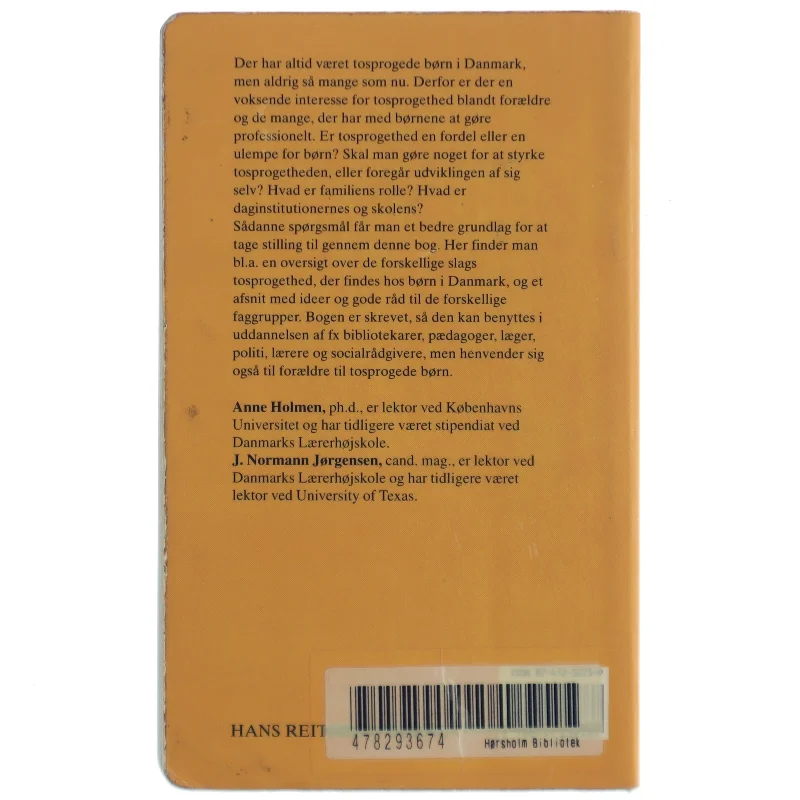 Der har altid været tosprogede børn i Danmark,
men aldrig så mange som nu. Derfor er der en
voksende interesse for tosprogethed blandt forældre
og de mange, der har med børnene at gøre
professionelt. Er tosprogethed en fordel eller en
ulempe for børn? Skal man gøre noget for at styrke
tosprogetheden, eller foregår udviklingen af sig
selv? Hvad er familiens rolle? Hvad er
daginstitutionernes og skolens?
Sådanne spørgsmål får man et bedre grundlag for at
tage stilling til gennem denne bog. Her finder man
bl.a. en oversigt over de forskellige slags
tosprogethed, der findes hos børn i Danmark, og et
afsnit med ideer og gode råd til de forskellige
faggrupper. Bogen er skrevet, så den kan benyttes i
uddannelsen af fx bibliotekarer, pædagoger, læger,
politi, lærere og socialrådgivere, men henvender sig
også til forældre til tosprogede børn.
Anne Holmen, ph.d., er lektor ved Københavns
Universitet og har tidligere været stipendiat ved
Danmarks Lærerhøjskole.
J. Normann Jørgensen, cand. mag., er lektor ved
Danmarks Lærerhøjskole og har tidligere været
lektor ved University of Texas.
HANS REIT
478293674 Hørsholm Bibliotek